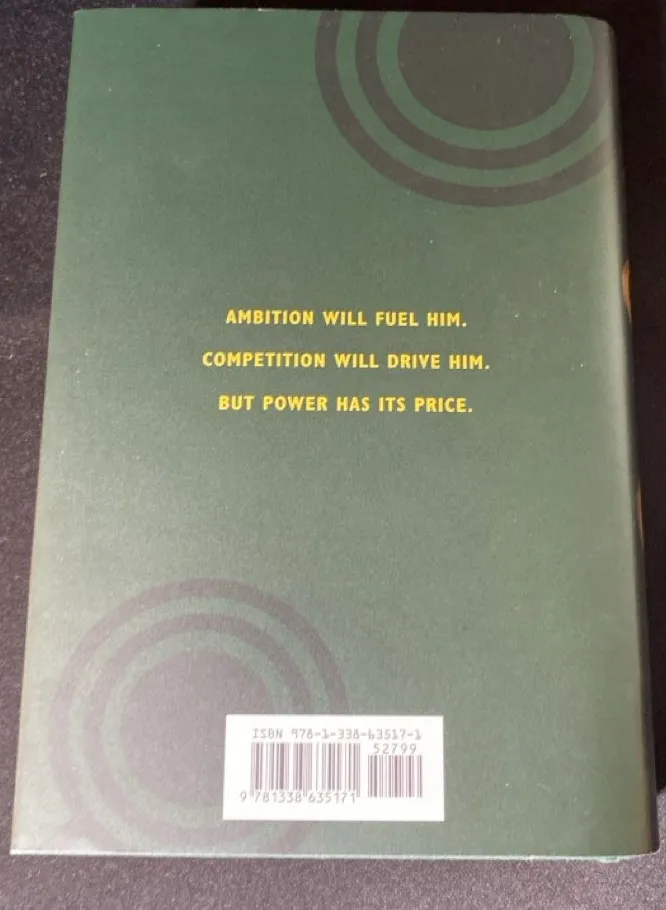 AMBITION WILL FUEL HIM.
COMPETITION WILL DRIVE HIM.
BUT POWER HAS ITS PRICE.
ISBN 978-1-338-63517-1
52799
9 781338 635171